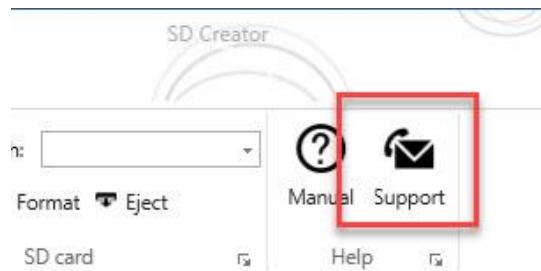 SD Creator
n:
Manual Support
Format Eject
SD card Help